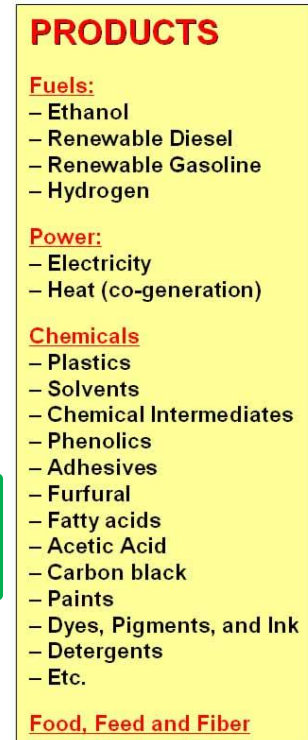 PRODUCTS
Fuels:
– Ethanol
– Renewable Diesel
– Renewable Gasoline
– Hydrogen
Power:
– Electricity
– Heat (co-generation)
Chemicals
– Plastics
– Solvents
– Chemical Intermediates
– Phenolics
– Adhesives
– Furfural
– Fatty acids
– Acetic Acid
– Carbon black
– Paints
– Dyes, Pigments, and Ink
– Detergents
– Etc.
Food, Feed and Fiber